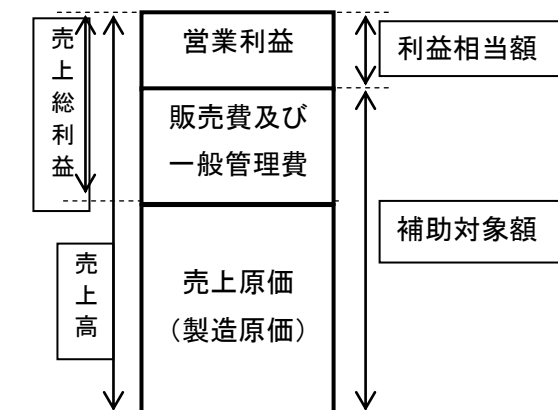 売上総利益
売上高
営業利益
販売費及び
一般管理費
売上原価
（製造原価）
利益相当額
補助対象額